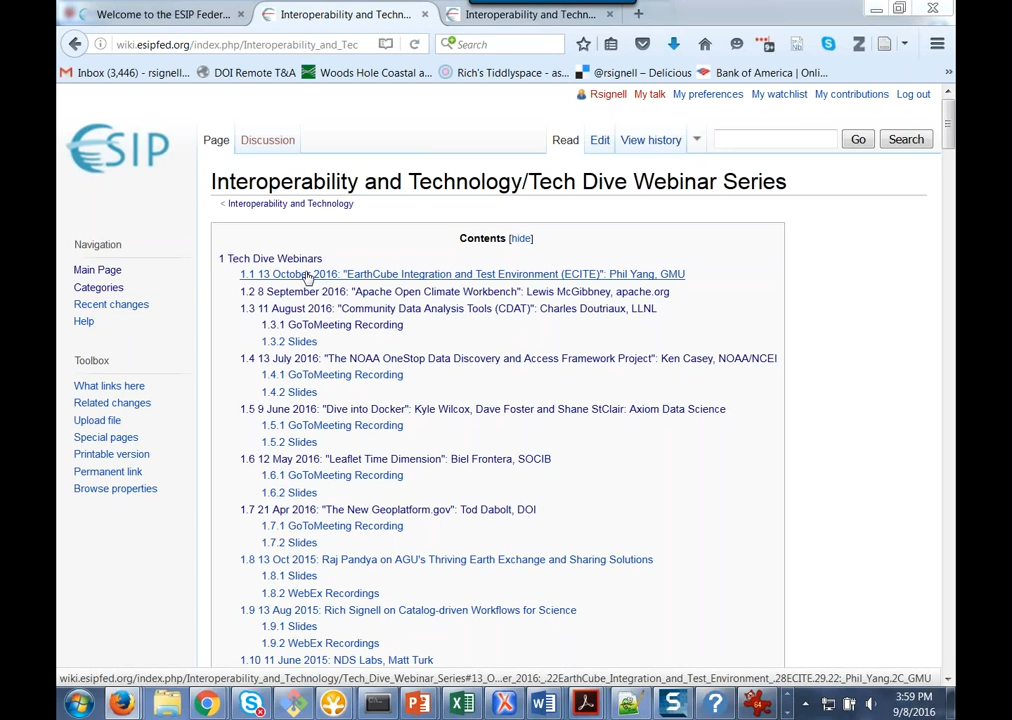 Welcome to the ESIP Feder...
Interoperability and Techn...
Interoperability and Techn...
wiki.esipfed.org/index.php/Interoperability_and_Tec
Search
Inbox (3,446) - rsignell...
DOI Remote T&A
Woods Hole Coastal a...
Rich's Tiddlyspace - as...
@rsignell – Delicious
Bank of America | Onli...
Rsignell My talk My preferences My watchlist My contributions Log out
ESIP
Page Discussion Read Edit View history Go Search
Interoperability and Technology/Tech Dive Webinar Series
< Interoperability and Technology
Contents [hide]
1 Tech Dive Webinars
1.1 13 October 2016: "EarthCube Integration and Test Environment (ECITE)": Phil Yang, GMU
1.2 8 September 2016: "Apache Open Climate Workbench": Lewis McGibbney, apache.org
1.3 11 August 2016: "Community Data Analysis Tools (CDAT)": Charles Doutriaux, LLNL
1.3.1 GoToMeeting Recording
1.3.2 Slides
1.4 13 July 2016: "The NOAA OneStop Data Discovery and Access Framework Project": Ken Casey, NOAA/NCEI
1.4.1 GoToMeeting Recording
1.4.2 Slides
1.5 9 June 2016: "Dive into Docker": Kyle Wilcox, Dave Foster and Shane StClair: Axiom Data Science
1.5.1 GoToMeeting Recording
1.5.2 Slides
1.6 12 May 2016: "Leaflet Time Dimension": Biel Frontera, SOCIB
1.6.1 GoToMeeting Recording
1.6.2 Slides
1.7 21 Apr 2016: "The New Geoplatform.gov": Tod Dabolt, DOI
1.7.1 GoToMeeting Recording
1.7.2 Slides
1.8 13 Oct 2015: Raj Pandya on AGU's Thriving Earth Exchange and Sharing Solutions
1.8.1 Slides
1.8.2 WebEx Recordings
1.9 13 Aug 2015: Rich Signell on Catalog-driven Workflows for Science
1.9.1 Slides
1.9.2 WebEx Recordings
1.10 11 June 2015: NDS Labs, Matt Turk
Navigation
Main Page
Categories
Recent changes
Help
Toolbox
What links here
Related changes
Upload file
Special pages
Printable version
Permanent link
Browse properties
wiki.esipfed.org/index.php/Interoperability_and_Technology/Tech_Dive_Webinar_Series#13_O...er_2016:_.22EarthCube_Integration_and_Test_Environment_.28ECITE.29.22:_Phil_Yang.2C_GMU
3:59 PM
9/8/2016